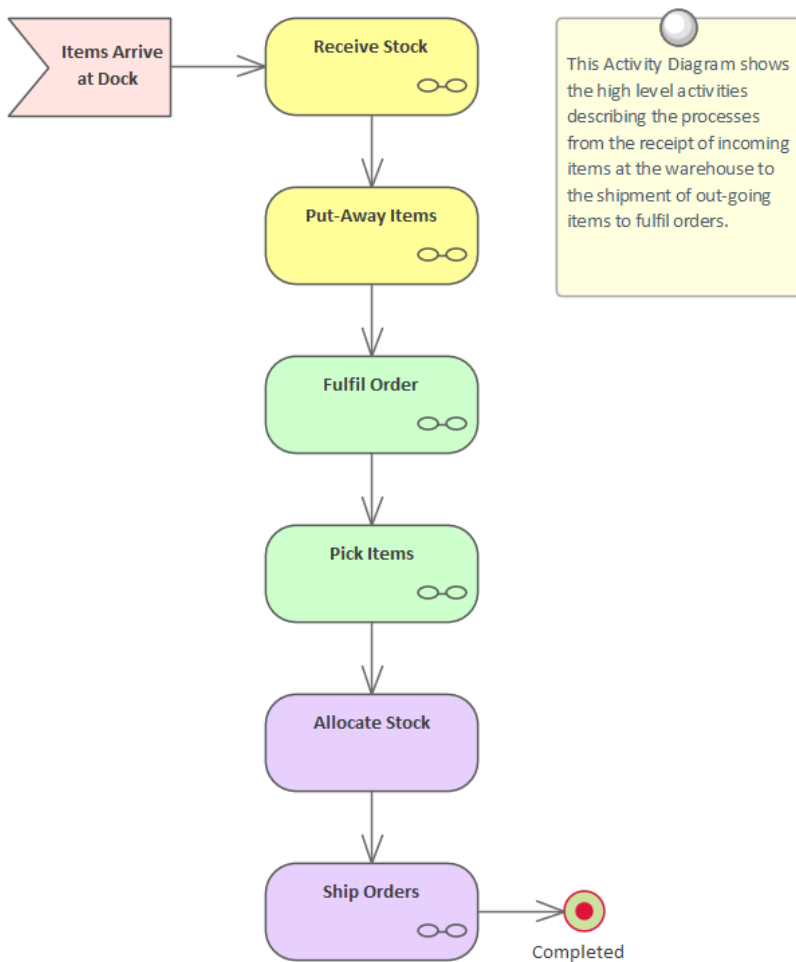 Items Arrive
at Dock
Receive Stock
Put-Away Items
Fulfil Order
Pick Items
Allocate Stock
Ship Orders
Completed
This Activity Diagram shows
the high level activities
describing the processes
from the receipt of incoming
items at the warehouse to
the shipment of out-going
items to fulfil orders.